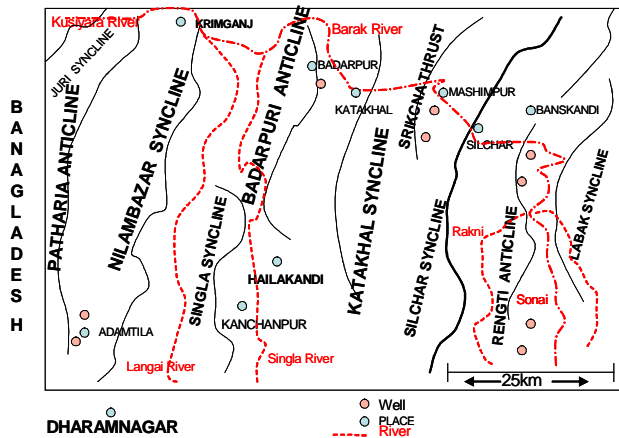 Kusiyara River
KRIMGANJ
Barak River
JURI SYNCLINE
BADARPUR
KATAKHAL
SRIKCNA THRUST
MASHIMPUR
BANSKANDI
SILCHAR
BANAGLADES H
PATHARIA ANTICLINE
NILAMBAZAR SYNCLINE
BADARPURI ANTICLINE
SINGLA SYNCLINE
KATAKHAL SYNCLINE
SILCHAR SYNCLINE
Rakni
RENGTI ANTICLINE
LABAK SYNCLINE
HAILAKANDI
KANCHANPUR
Sonai
ADAMTILA
Langai River
Singla River
25km
DHARAMNAGAR
Well
PLACE
River